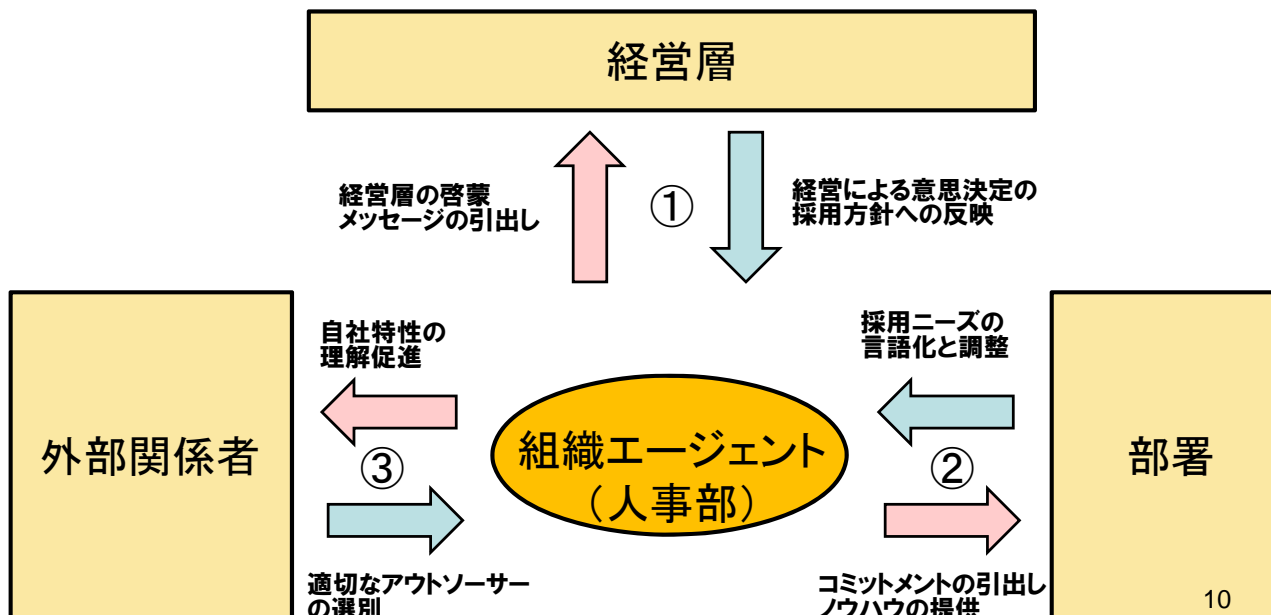 経営層
経営層の啓蒙
メッセージの引出し
①
経営による意思決定の
採用方針への反映
自社特性の
理解促進
採用ニーズの
言語化と調整
外部関係者
③
組織エージェント
（人事部）
②
部署
適切なアウトソーサー
の選別
コミットメントの引出し
ノウハウの提供
10